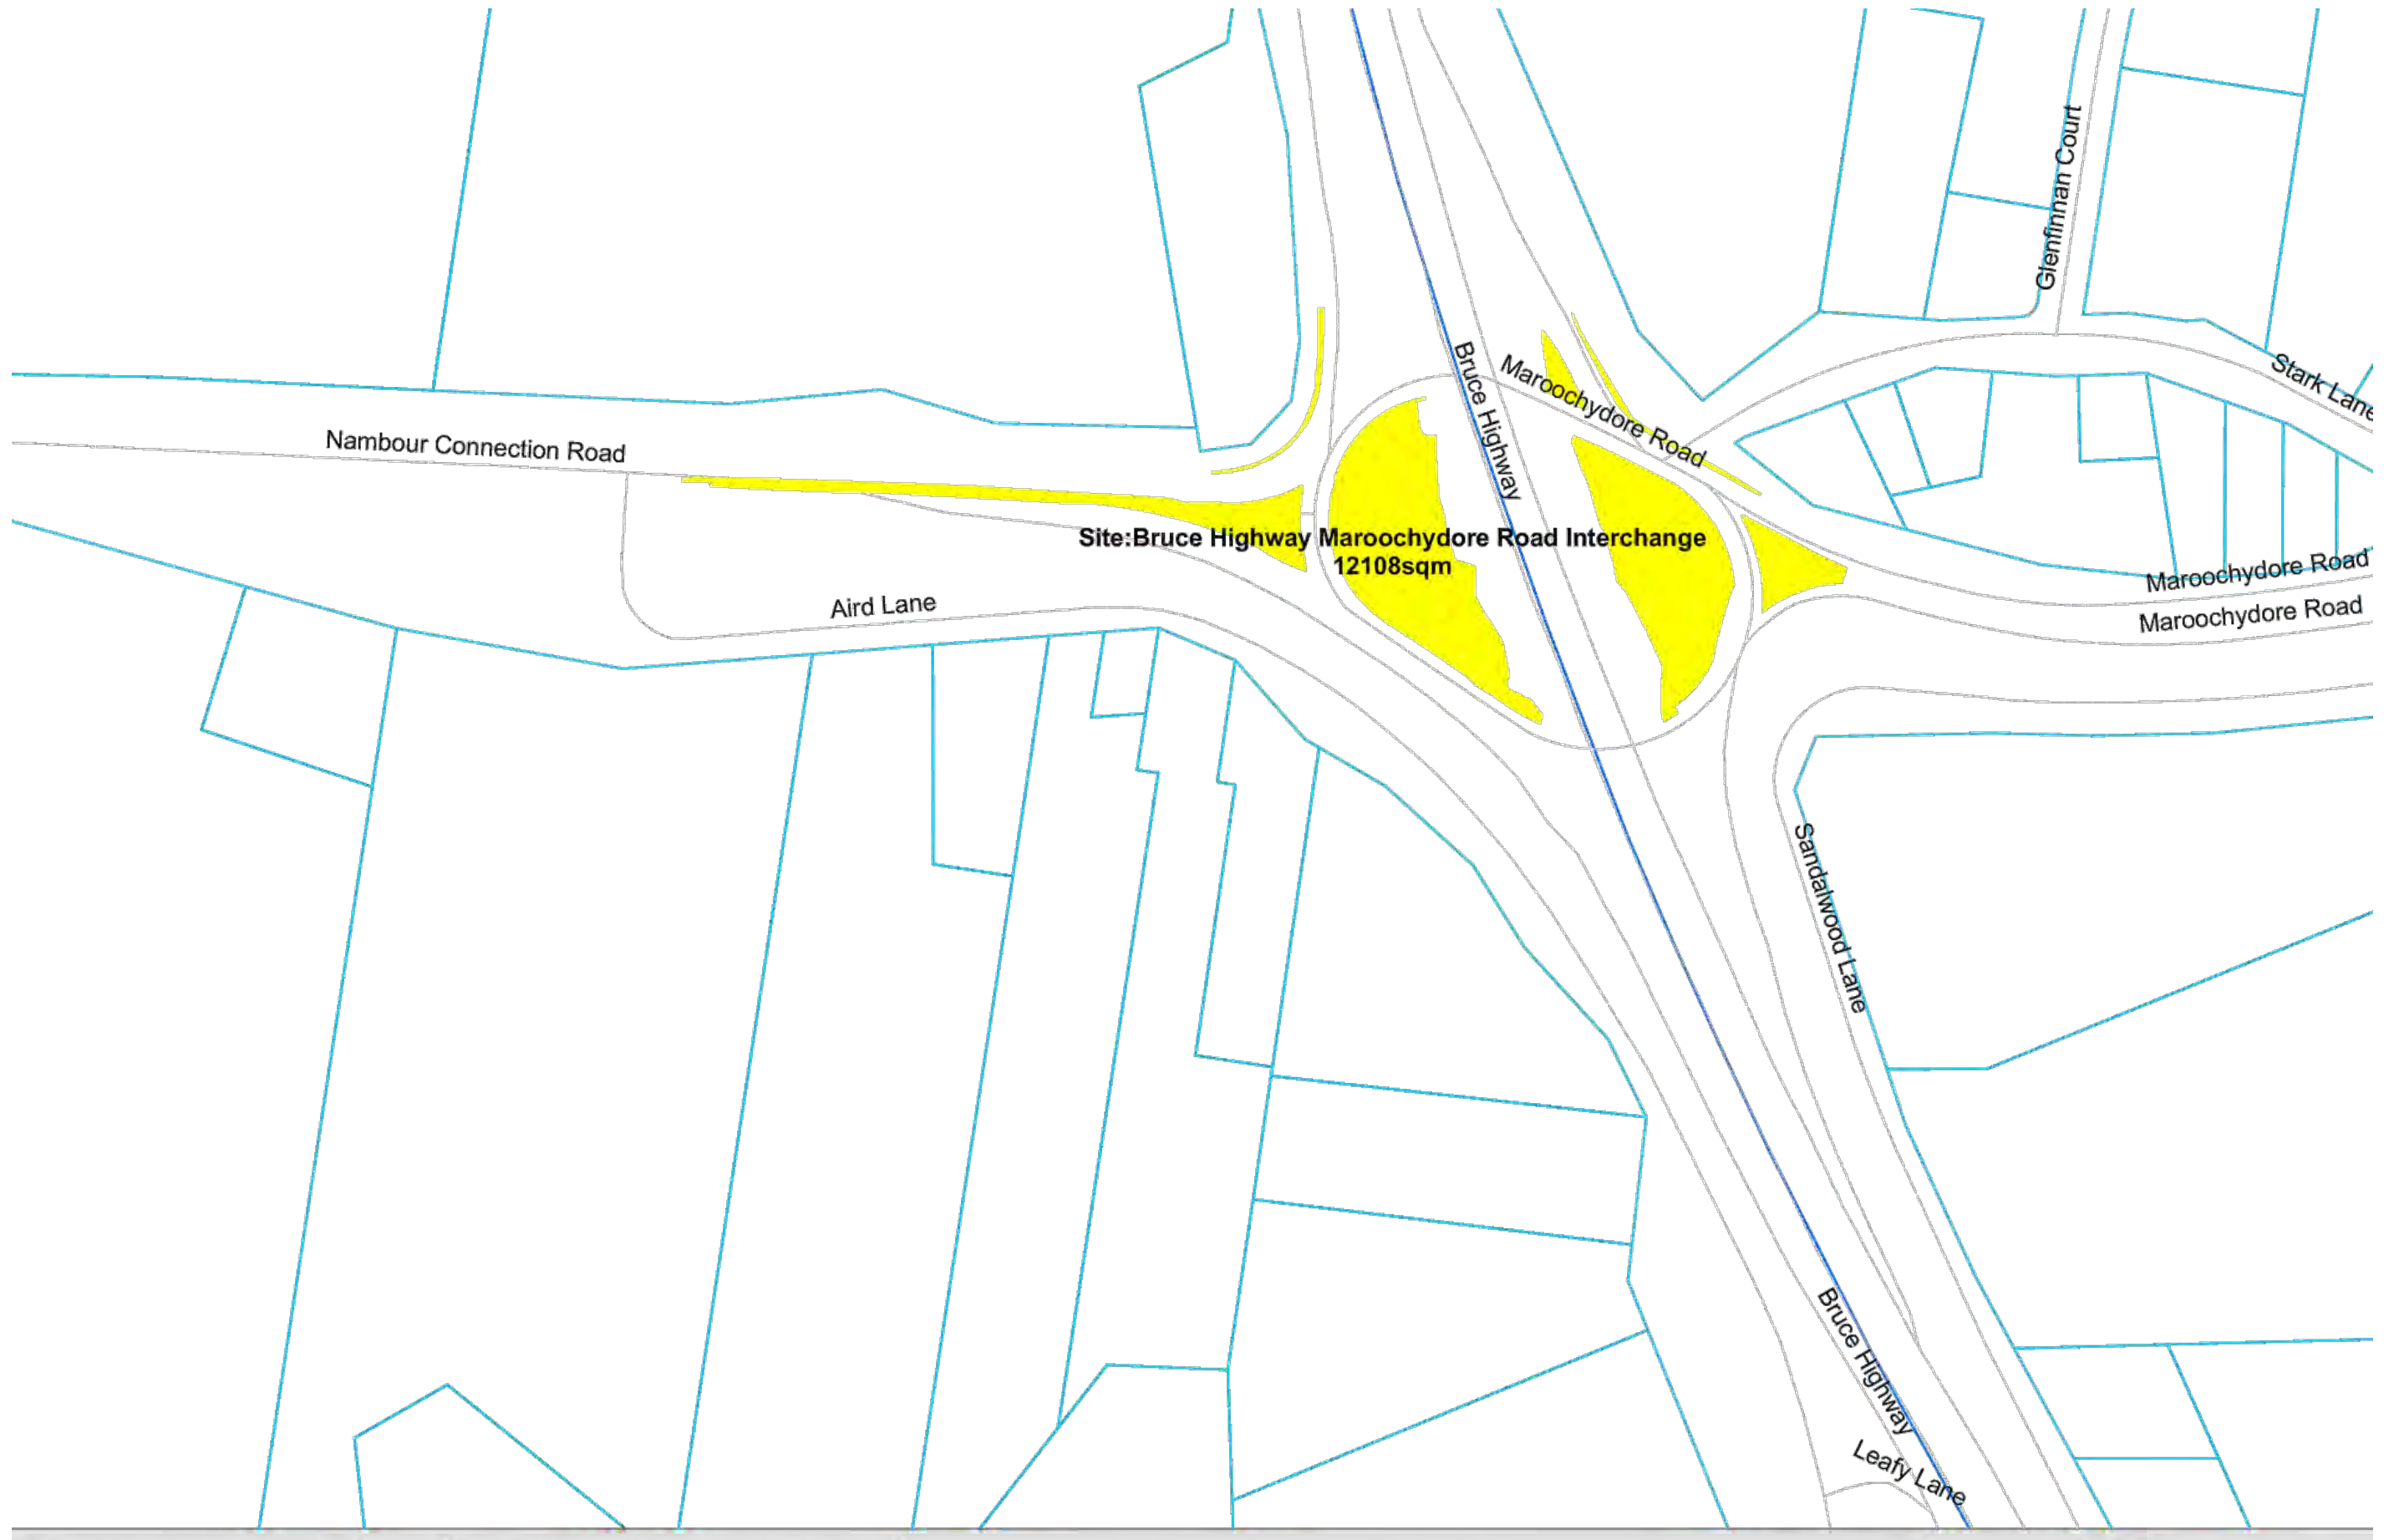 Glenfinnan Court
Stark Lane
Bruce Highway
Maroochydore Road
Nambour Connection Road
Site:Bruce Highway Maroochydore Road Interchange
12108sqm
Maroochydore Road
Maroochydore Road
Aird Lane
Sandalwood Lane
Bruce Highway
Leafy Lane